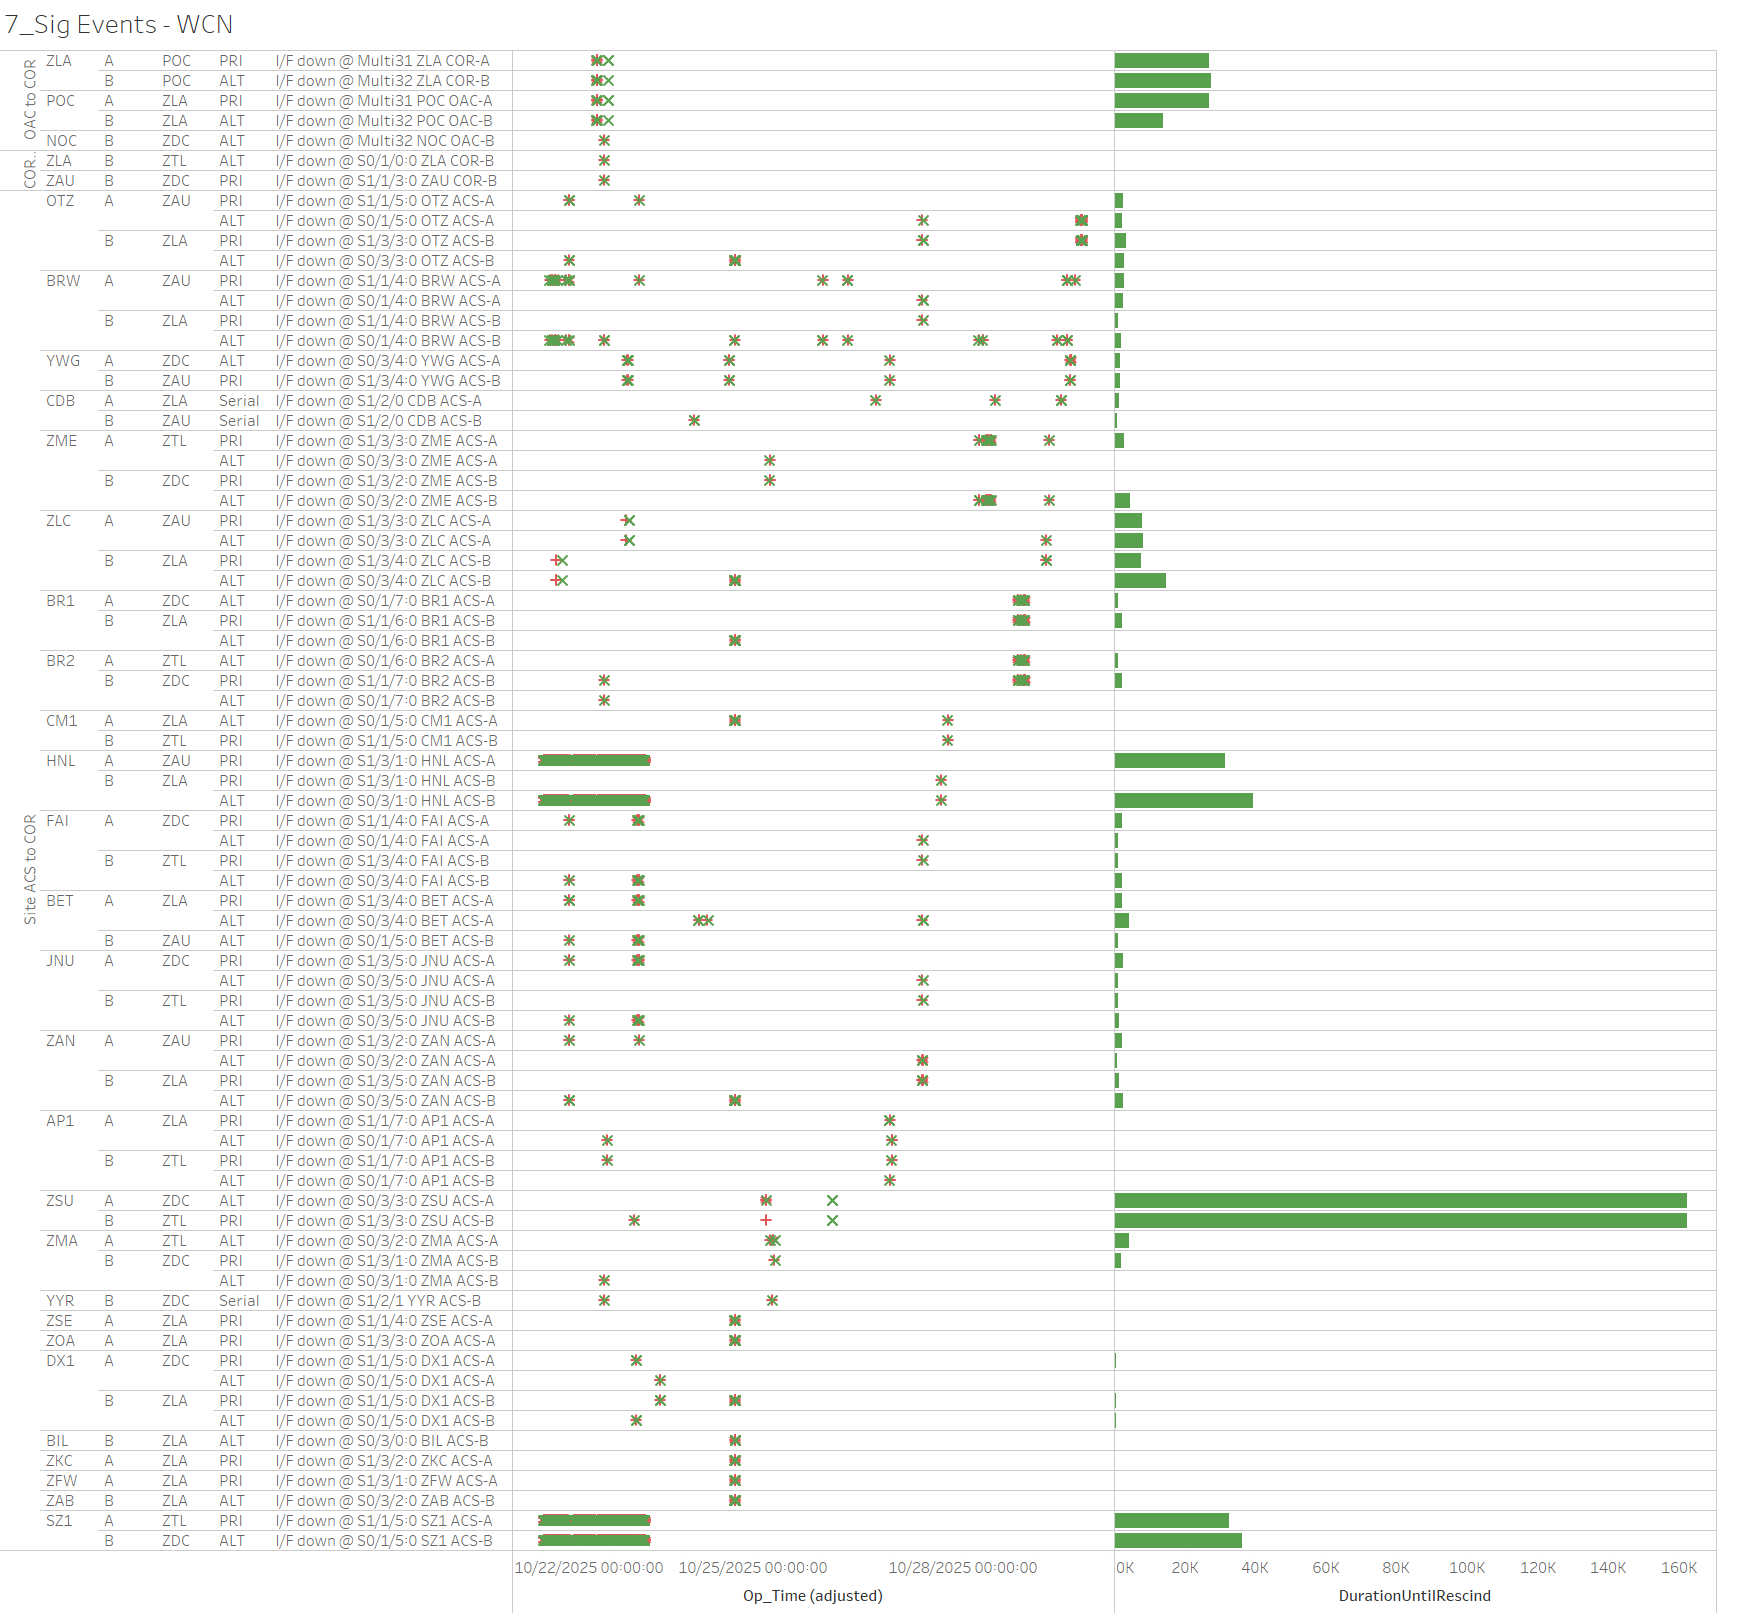 7_Sig Events - WCN
OAC to COR
ZLA A POC PRI I/F down @ Multi31 ZLA COR-A
B POC ALT I/F down @ Multi32 ZLA COR-B
POC A ZLA PRI I/F down @ Multi31 POC OAC-A
B ZLA ALT I/F down @ Multi32 POC OAC-B
NOC B ZDC ALT I/F down @ Multi32 NOC OAC-B
COR..
ZLA B ZTL ALT I/F down @ S0/1/0:0 ZLA COR-B
ZAU B ZDC PRI I/F down @ S1/1/3:0 ZAU COR-B
Site ACS to COR
OTZ A ZAU PRI I/F down @ S1/1/5:0 OTZ ACS-A
ALT I/F down @ S0/1/5:0 OTZ ACS-A
B ZLA PRI I/F down @ S1/3/3:0 OTZ ACS-B
ALT I/F down @ S0/3/3:0 OTZ ACS-B
BRW A ZAU PRI I/F down @ S1/1/4:0 BRW ACS-A
ALT I/F down @ S0/1/4:0 BRW ACS-A
B ZLA PRI I/F down @ S1/1/4:0 BRW ACS-B
ALT I/F down @ S0/1/4:0 BRW ACS-B
YWG A ZDC ALT I/F down @ S0/3/4:0 YWG ACS-A
B ZAU PRI I/F down @ S1/3/4:0 YWG ACS-B
CDB A ZLA Serial I/F down @ S1/2/0 CDB ACS-A
B ZAU Serial I/F down @ S1/2/0 CDB ACS-B
ZME A ZTL PRI I/F down @ S1/3/3:0 ZME ACS-A
ALT I/F down @ S0/3/3:0 ZME ACS-A
B ZDC PRI I/F down @ S1/3/2:0 ZME ACS-B
ALT I/F down @ S0/3/2:0 ZME ACS-B
ZLC A ZAU PRI I/F down @ S1/3/3:0 ZLC ACS-A
ALT I/F down @ S0/3/3:0 ZLC ACS-A
B ZLA PRI I/F down @ S1/3/4:0 ZLC ACS-B
ALT I/F down @ S0/3/4:0 ZLC ACS-B
BR1 A ZDC ALT I/F down @ S0/1/7:0 BR1 ACS-A
B ZLA PRI I/F down @ S1/1/6:0 BR1 ACS-B
ALT I/F down @ S0/1/6:0 BR1 ACS-B
BR2 A ZTL ALT I/F down @ S0/1/6:0 BR2 ACS-A
B ZDC PRI I/F down @ S1/1/7:0 BR2 ACS-B
ALT I/F down @ S0/1/7:0 BR2 ACS-B
CM1 A ZLA ALT I/F down @ S0/1/5:0 CM1 ACS-A
B ZTL PRI I/F down @ S1/1/5:0 CM1 ACS-B
HNL A ZAU PRI I/F down @ S1/3/1:0 HNL ACS-A
B ZLA PRI I/F down @ S1/3/1:0 HNL ACS-B
ALT I/F down @ S0/3/1:0 HNL ACS-B
FAI A ZDC PRI I/F down @ S1/1/4:0 FAI ACS-A
ALT I/F down @ S0/1/4:0 FAI ACS-A
B ZTL PRI I/F down @ S1/3/4:0 FAI ACS-B
ALT I/F down @ S0/3/4:0 FAI ACS-B
BET A ZLA PRI I/F down @ S1/3/4:0 BET ACS-A
ALT I/F down @ S0/3/4:0 BET ACS-A
B ZAU ALT I/F down @ S0/1/5:0 BET ACS-B
JNU A ZDC PRI I/F down @ S1/3/5:0 JNU ACS-A
ALT I/F down @ S0/3/5:0 JNU ACS-A
B ZTL PRI I/F down @ S1/3/5:0 JNU ACS-B
ALT I/F down @ S0/3/5:0 JNU ACS-B
ZAN A ZAU PRI I/F down @ S1/3/2:0 ZAN ACS-A
ALT I/F down @ S0/3/2:0 ZAN ACS-A
B ZLA PRI I/F down @ S1/3/5:0 ZAN ACS-B
ALT I/F down @ S0/3/5:0 ZAN ACS-B
AP1 A ZLA PRI I/F down @ S1/1/7:0 AP1 ACS-A
ALT I/F down @ S0/1/7:0 AP1 ACS-A
B ZTL PRI I/F down @ S1/1/7:0 AP1 ACS-B
ALT I/F down @ S0/1/7:0 AP1 ACS-B
ZSU A ZDC ALT I/F down @ S0/3/3:0 ZSU ACS-A
B ZTL PRI I/F down @ S1/3/3:0 ZSU ACS-B
ZMA A ZTL ALT I/F down @ S0/3/2:0 ZMA ACS-A
B ZDC PRI I/F down @ S1/3/1:0 ZMA ACS-B
ALT I/F down @ S0/3/1:0 ZMA ACS-B
YYR B ZDC Serial I/F down @ S1/2/1 YYR ACS-B
ZSE A ZLA PRI I/F down @ S1/1/4:0 ZSE ACS-A
ZOA A ZLA PRI I/F down @ S1/3/3:0 ZOA ACS-A
DX1 A ZDC PRI I/F down @ S1/1/5:0 DX1 ACS-A
ALT I/F down @ S0/1/5:0 DX1 ACS-A
B ZLA PRI I/F down @ S1/1/5:0 DX1 ACS-B
ALT I/F down @ S0/1/5:0 DX1 ACS-B
BIL B ZLA ALT I/F down @ S0/3/0:0 BIL ACS-B
ZKC A ZLA PRI I/F down @ S1/3/2:0 ZKC ACS-A
ZFW A ZLA PRI I/F down @ S1/3/1:0 ZFW ACS-A
ZAB B ZLA ALT I/F down @ S0/3/2:0 ZAB ACS-B
SZ1 A ZTL PRI I/F down @ S1/1/5:0 SZ1 ACS-A
B ZDC ALT I/F down @ S0/1/5:0 SZ1 ACS-B
10/22/2025 00:00:00 10/25/2025 00:00:00 10/28/2025 00:00:00 0K 20K 40K 60K 80K 100K 120K 140K 160K
Op_Time (adjusted) DurationUntilRescind